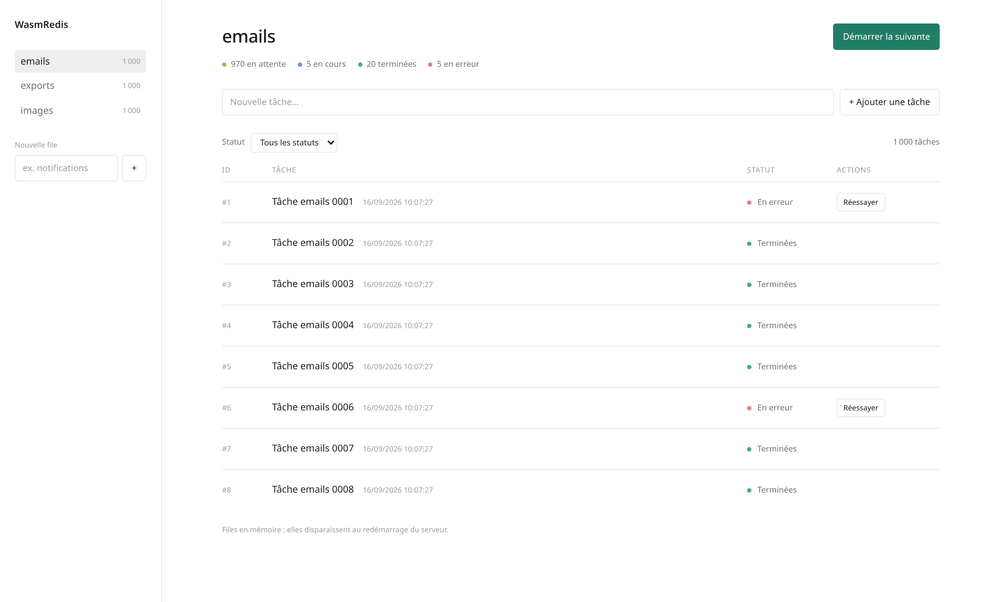 WasmRedis
emails 1 000
exports 1 000
images 1 000
Nouvelle file
ex. notifications +
emails
Démarrer la suivante
970 en attente 5 en cours 20 terminées 5 en erreur
Nouvelle tâche... + Ajouter une tâche
Statut Tous les statuts 1 000 tâches
ID TÂCHE STATUT ACTIONS
#1 Tâche emails 0001 16/09/2026 10:07:27 En erreur Réessayer
#2 Tâche emails 0002 16/09/2026 10:07:27 Terminées
#3 Tâche emails 0003 16/09/2026 10:07:27 Terminées
#4 Tâche emails 0004 16/09/2026 10:07:27 Terminées
#5 Tâche emails 0005 16/09/2026 10:07:27 Terminées
#6 Tâche emails 0006 16/09/2026 10:07:27 En erreur Réessayer
#7 Tâche emails 0007 16/09/2026 10:07:27 Terminées
#8 Tâche emails 0008 16/09/2026 10:07:27 Terminées
Files en mémoire : elles disparaissent au redémarrage du serveur.